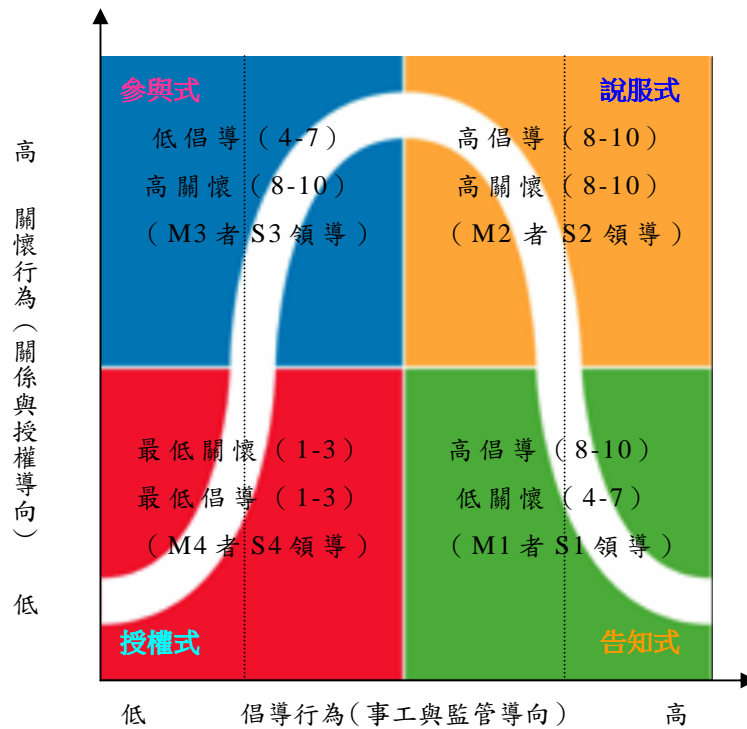 參與式
低倡導（4-7）
高關懷（8-10）
（M3者S3領導）
說服式
高倡導（8-10）
高關懷（8-10）
（M2者S2領導）
高 關懷行為（關係與授權導向） 低
最低關懷（1-3）
最低倡導（1-3）
（M4者S4領導）
授權式
高倡導（8-10）
低關懷（4-7）
（M1者S1領導）
告知式
低 倡導行為（事工與監管導向） 高